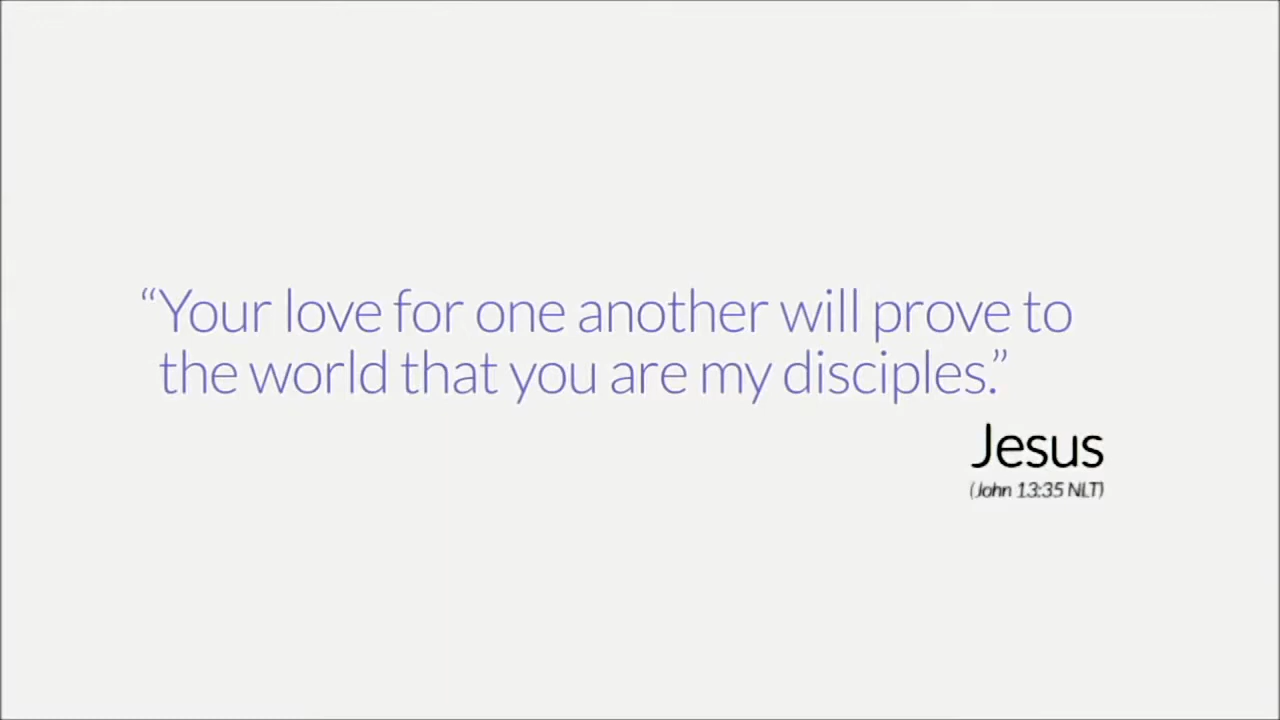 “Your love for one another will prove to
the world that you are my disciples.”
Jesus
(John 13:35 NLT)